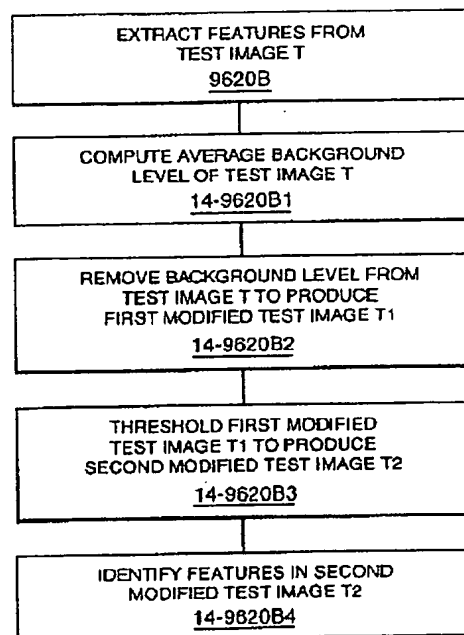 EXTRACT FEATURES FROM
TEST IMAGE T
9620B
COMPUTE AVERAGE BACKGROUND
LEVEL OF TEST IMAGE T
14-9620B1
REMOVE BACKGROUND LEVEL FROM
TEST IMAGE T TO PRODUCE
FIRST MODIFIED TEST IMAGE T1
14-9620B2
THRESHOLD FIRST MODIFIED
TEST IMAGE T1 TO PRODUCE
SECOND MODIFIED TEST IMAGE T2
14-9620B3
IDENTIFY FEATURES IN SECOND
MODIFIED TEST IMAGE T2
14-9620B4